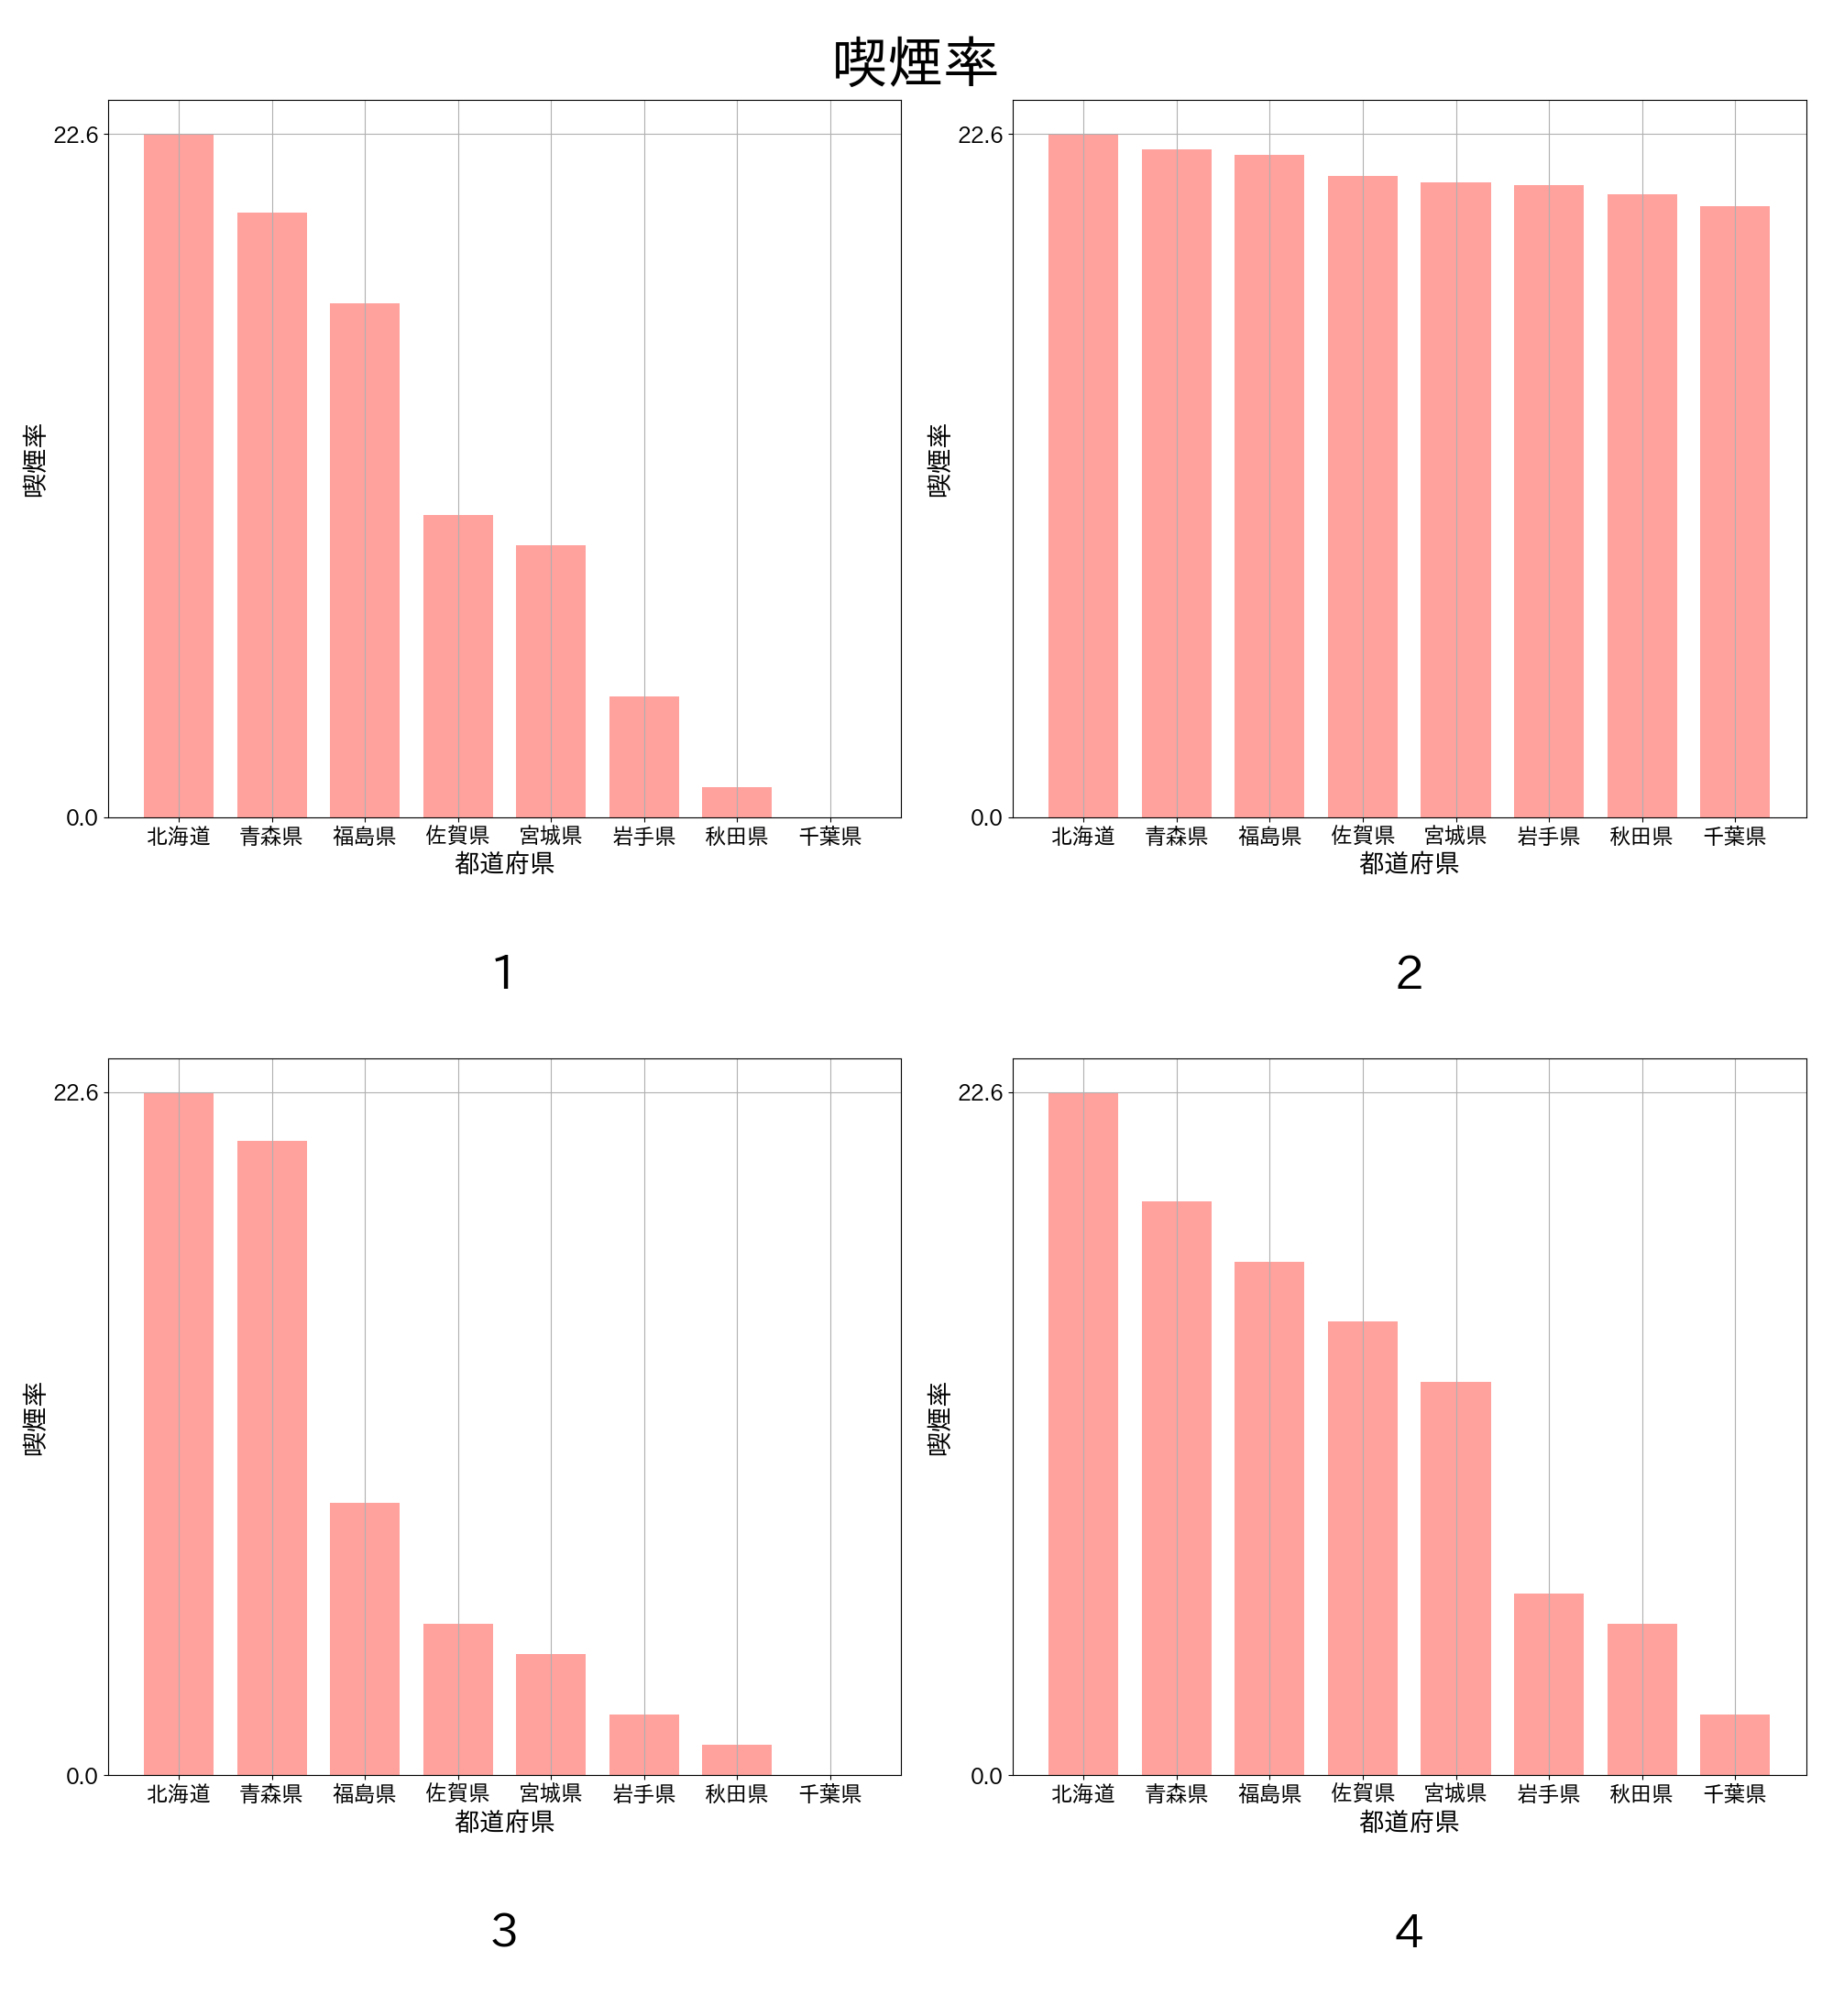 喫煙率
22.6
22.6
喫煙率
喫煙率
0.0
0.0
北海道 青森県 福島県 佐賀県 宮城県 岩手県 秋田県 千葉県
北海道 青森県 福島県 佐賀県 宮城県 岩手県 秋田県 千葉県
都道府県
都道府県
1
2
22.6
22.6
喫煙率
喫煙率
0.0
0.0
北海道 青森県 福島県 佐賀県 宮城県 岩手県 秋田県 千葉県
北海道 青森県 福島県 佐賀県 宮城県 岩手県 秋田県 千葉県
都道府県
都道府県
3
4